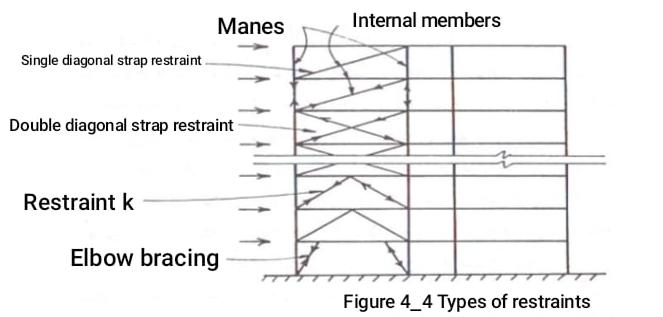 Manes
Internal members
Single diagonal strap restraint
Double diagonal strap restraint
Restraint k
Elbow bracing
Figure 4_4 Types of restraints